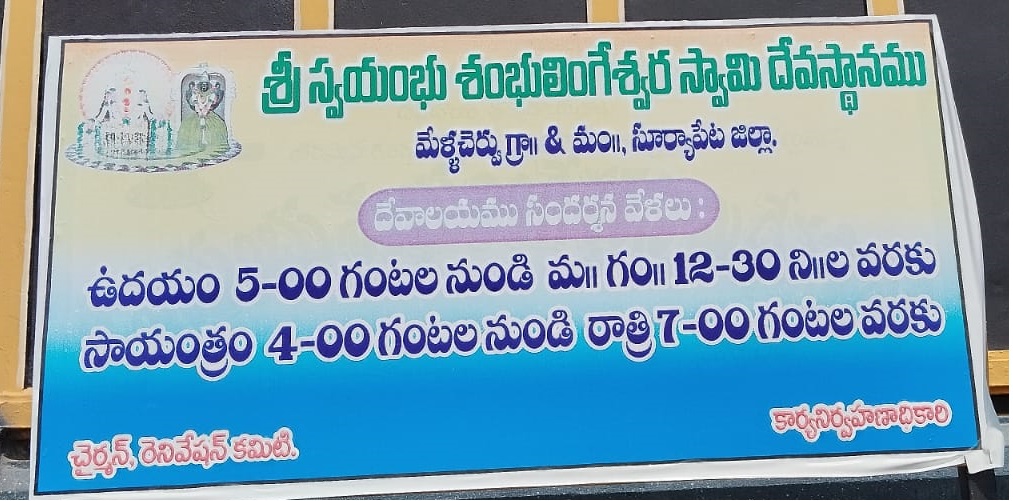 శ్రీ స్వయంభు శంభులింగేశ్వర స్వామి దేవస్థానము
మేళ్ళచెర్వు గ్రా॥ & మం॥, సూర్యాపేట జిల్లా.
దేవాలయము సందర్శన వేళలు :
ఉదయం 5-00 గంటల నుండి మ॥ గం॥ 12-30 ని॥ల వరకు
సాయంత్రం 4-00 గంటల నుండి రాత్రి 7-00 గంటల వరకు
కార్యనిర్వహణాధికారి
చైర్మన్, రెనివేషన్ కమిటి.